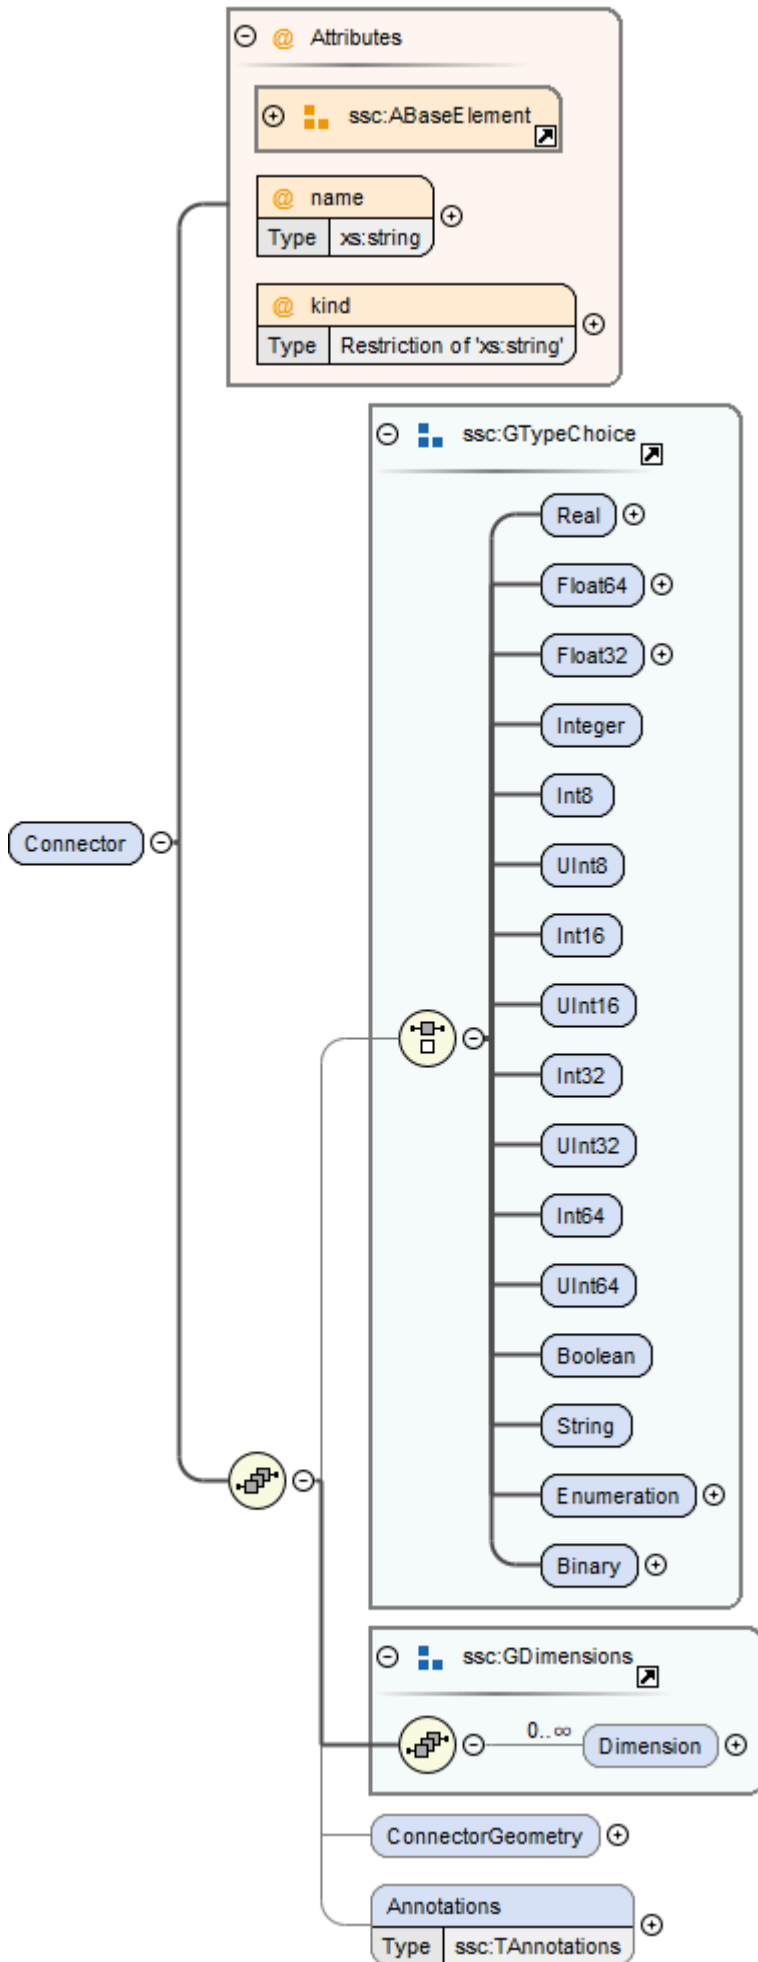 @ Attributes
ssc:ABaseElement
@ name
Type xs:string
@ kind
Type Restriction of 'xs:string'
ssc:GTypeChoice
Real
Float64
Float32
Integer
Int8
UInt8
Connector
Int16
UInt16
Int32
UInt32
Int64
UInt64
Boolean
String
Enumeration
Binary
ssc:GDimensions
0..∞ Dimension
ConnectorGeometry
Annotations
Type ssc:TAnnotations